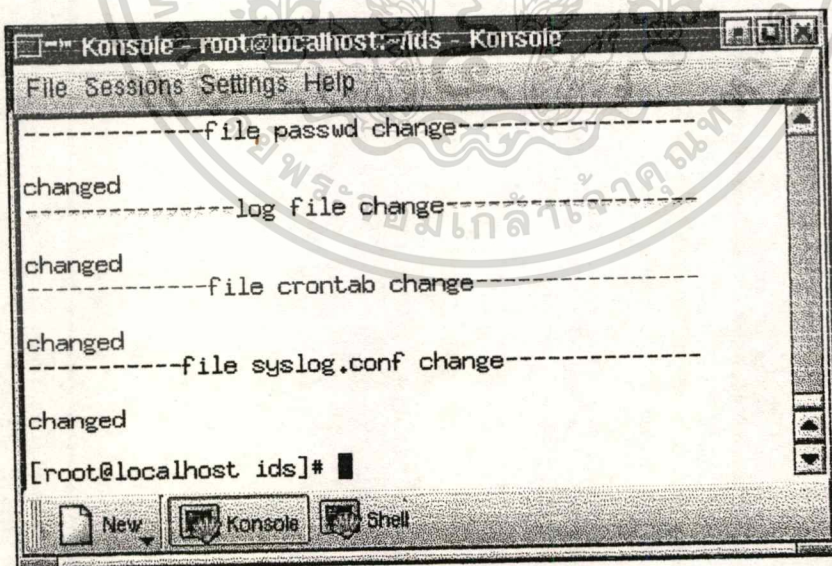 Konsole - root@localhost:~/ids - Konsole
File Sessions Settings Help
-------------file passwd change-----------------
changed
---------------log file change------------------
changed
-------------file crontab change----------------
changed
-----------file syslog.conf change--------------
changed
[root@localhost ids]#
New Konsole Shell